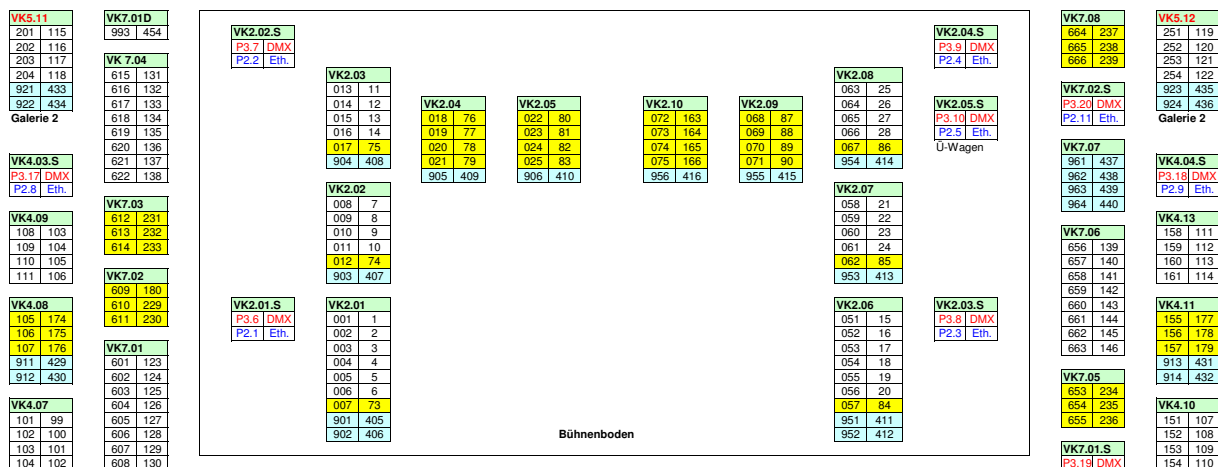 VK5.11
201 115
202 116
203 117
204 118
921 433
922 434
Galerie 2
VK4.03.S
P3.17 DMX
P2.8 Eth.
VK4.09
108 103
109 104
110 105
111 106
VK4.08
105 174
106 175
107 176
911 429
912 430
VK4.07
101 99
102 100
103 101
104 102
VK7.01D
993 454
VK 7.04
615 131
616 132
617 133
618 134
619 135
620 136
621 137
622 138
VK7.03
612 231
613 232
614 233
VK7.02
609 180
610 229
611 230
VK7.01
601 123
602 124
603 125
604 126
605 127
606 128
607 129
608 130
VK2.02.S
P3.7 DMX
P2.2 Eth.
VK2.01.S
P3.6 DMX
P2.1 Eth.
VK2.03
013 11
014 12
015 13
016 14
017 75
904 408
VK2.02
008 7
009 8
010 9
011 10
012 74
903 407
VK2.01
001 1
002 2
003 3
004 4
005 5
006 6
007 73
901 405
902 406
VK2.04
018 76
019 77
020 78
021 79
905 409
VK2.05
022 80
023 81
024 82
025 83
906 410
VK2.10
072 163
073 164
074 165
075 166
956 416
VK2.09
068 87
069 88
070 89
071 90
955 415
Bühnenboden
VK2.08
063 25
064 26
065 27
066 28
067 86
954 414
VK2.07
058 21
059 22
060 23
061 24
062 85
953 413
VK2.06
051 15
052 16
053 17
054 18
055 19
056 20
057 84
951 411
952 412
VK2.04.S
P3.9 DMX
P2.4 Eth.
VK2.05.S
P3.10 DMX
P2.5 Eth.
Ü-Wagen
VK2.03.S
P3.8 DMX
P2.3 Eth.
VK7.08
664 237
665 238
666 239
VK7.02.S
P3.20 DMX
P2.11 Eth.
VK7.07
961 437
962 438
963 439
964 440
VK7.06
656 139
657 140
658 141
659 142
660 143
661 144
662 145
663 146
VK7.05
653 234
654 235
655 236
VK7.01.S
P3.19 DMX
VK5.12
251 119
252 120
253 121
254 122
923 435
924 436
Galerie 2
VK4.04.S
P3.18 DMX
P2.9 Eth.
VK4.13
158 111
159 112
160 113
161 114
VK4.11
155 177
156 178
157 179
913 431
914 432
VK4.10
151 107
152 108
153 109
154 110